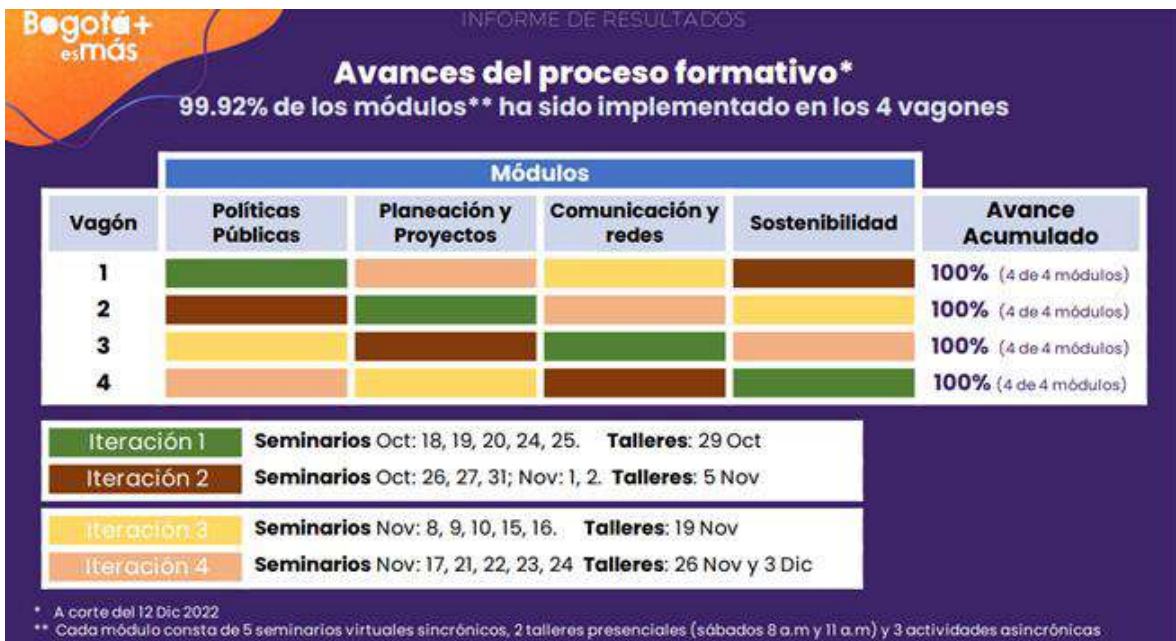 INFORME DE RESULTADOS
Bogotá+
es más
Avances del proceso formativo*
99.92% de los módulos** ha sido implementado en los 4 vagones
Módulos
Vagón Políticas Públicas Planeación y Proyectos Comunicación y redes Sostenibilidad Avance Acumulado
1 100% (4 de 4 módulos)
2 100% (4 de 4 módulos)
3 100% (4 de 4 módulos)
4 100% (4 de 4 módulos)
Iteración 1 Seminarios Oct: 18, 19, 20, 24, 25. Talleres: 29 Oct
Iteración 2 Seminarios Oct: 26, 27, 31; Nov: 1, 2. Talleres: 5 Nov
Iteración 3 Seminarios Nov: 8, 9, 10, 15, 16. Talleres: 19 Nov
Iteración 4 Seminarios Nov: 17, 21, 22, 23, 24 Talleres: 26 Nov y 3 Dic
* A corte del 12 Dic 2022
** Cada módulo consta de 5 seminarios virtuales sincrónicos, 2 talleres presenciales (sábados 8 a.m y 11 a.m) y 3 actividades asincrónicas